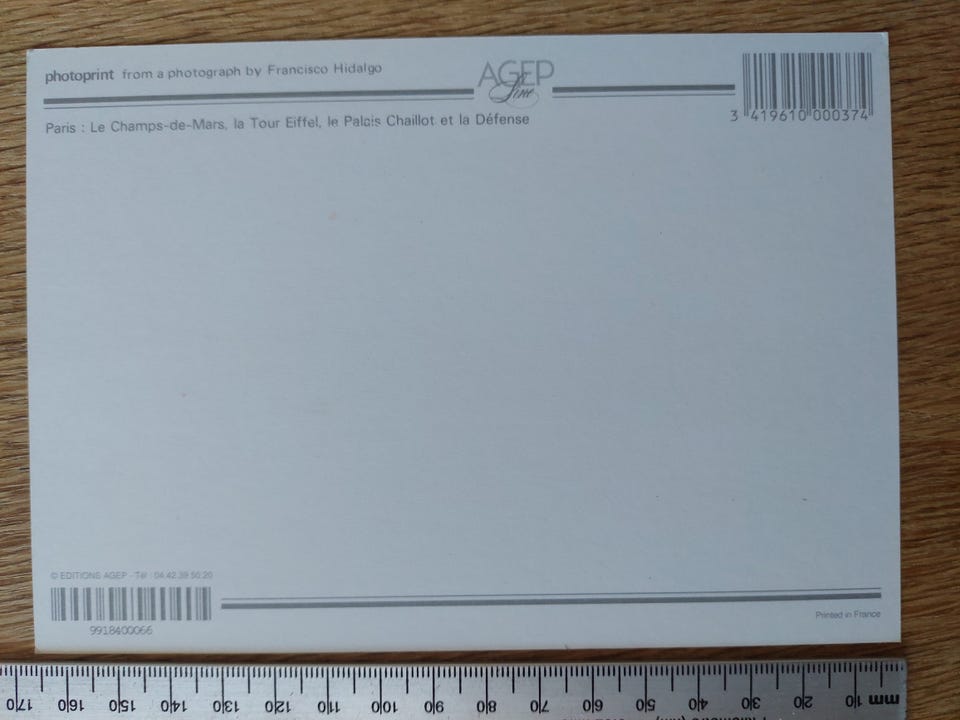 photoprint from a photograph by Francisco Hidalgo
AGEP
line
3 419610 000374
Paris : Le Champs-de-Mars, la Tour Eiffel, le Palais Chaillot et la Défense
© EDITIONS AGEP - Tél : 04.42.39.50.20
9918400066
Printed in France
170 160 150 140 130 120 110 100 90 80 70 60 50 40 30 20 10 mm